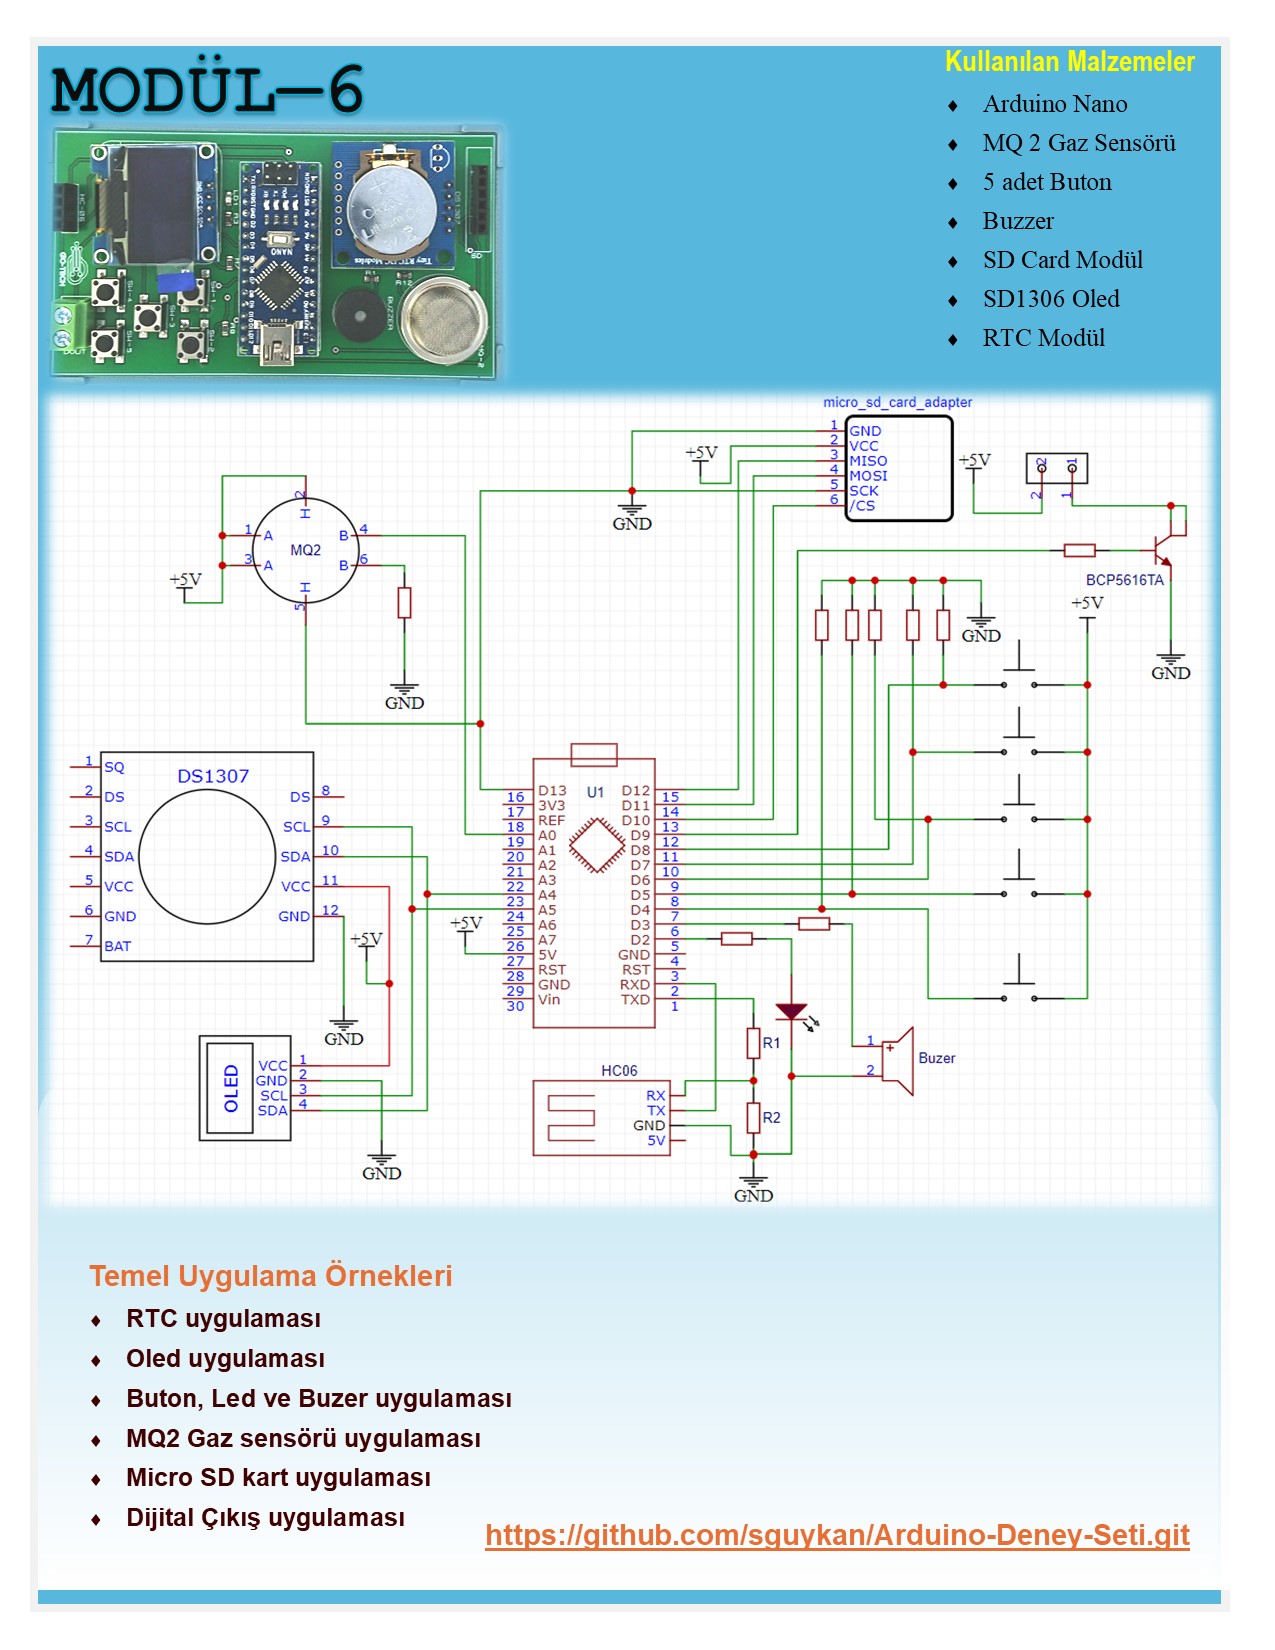 MODÜL—6
Kullanılan Malzemeler
♦ Arduino Nano
♦ MQ 2 Gaz Sensörü
♦ 5 adet Buton
♦ Buzzer
♦ SD Card Modül
♦ SD1306 Oled
♦ RTC Modül
micro_sd_card_adapter
1 GND
2 VCC
3 MISO
4 MOSI
5 SCK
6 /CS
+5V
GND
+5V
2 1
2 1
BCP5616TA
+5V
GND
GND
MQ2
2 H
1 A
3 A
B 4
B 6
H 5
+5V
GND
DS1307
1 SQ
2 DS
3 SCL
4 SDA
5 VCC
6 GND
7 BAT
DS 8
SCL 9
SDA 10
VCC 11
GND 12
+5V
GND
OLED
VCC 1
GND 2
SCL 3
SDA 4
GND
+5V
U1
D13 D12
16 3V3 D11 15
17 REF D10 14
18 A0 D9 13
19 A1 D8 12
20 A2 D7 11
21 A3 D6 10
22 A4 D5 9
23 A5 D4 8
24 A6 D3 7
25 A7 D2 6
26 5V GND 5
27 RST RST 4
28 GND RXD 3
29 Vin TXD 2
30 1
R1
R2
1 +
2
Buzer
HC06
RX
TX
GND
5V
GND
Temel Uygulama Örnekleri
♦ RTC uygulaması
♦ Oled uygulaması
♦ Buton, Led ve Buzer uygulaması
♦ MQ2 Gaz sensörü uygulaması
♦ Micro SD kart uygulaması
♦ Dijital Çıkış uygulaması
https://github.com/sguykan/Arduino-Deney-Seti.git